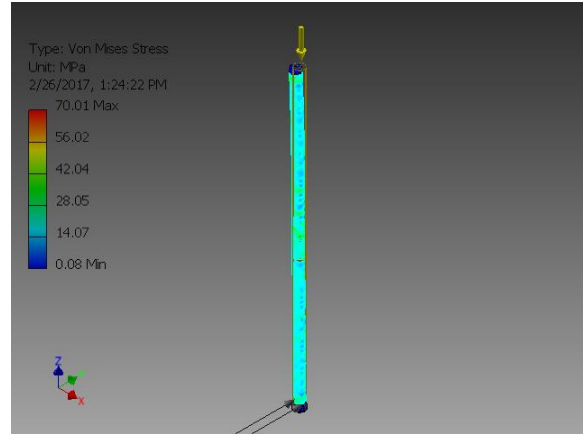 Type: Von Mises Stress
Unit: MPa
2/26/2017, 1:24:22 PM
70.01 Max
56.02
42.04
28.05
14.07
0.08 Min
Z
X